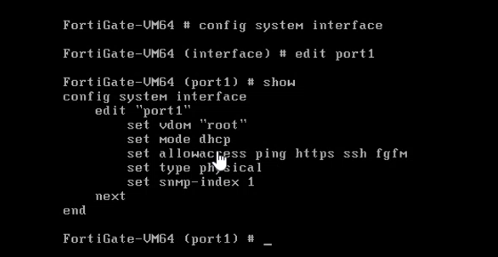 FortiGate-VM64 # config system interface
FortiGate-VM64 (interface) # edit port1
FortiGate-VM64 (port1) # show
config system interface
edit "port1"
set vdom "root"
set mode dhcp
set allowaccess ping https ssh fgfm
set type physical
set snmp-index 1
next
end
FortiGate-VM64 (port1) # _